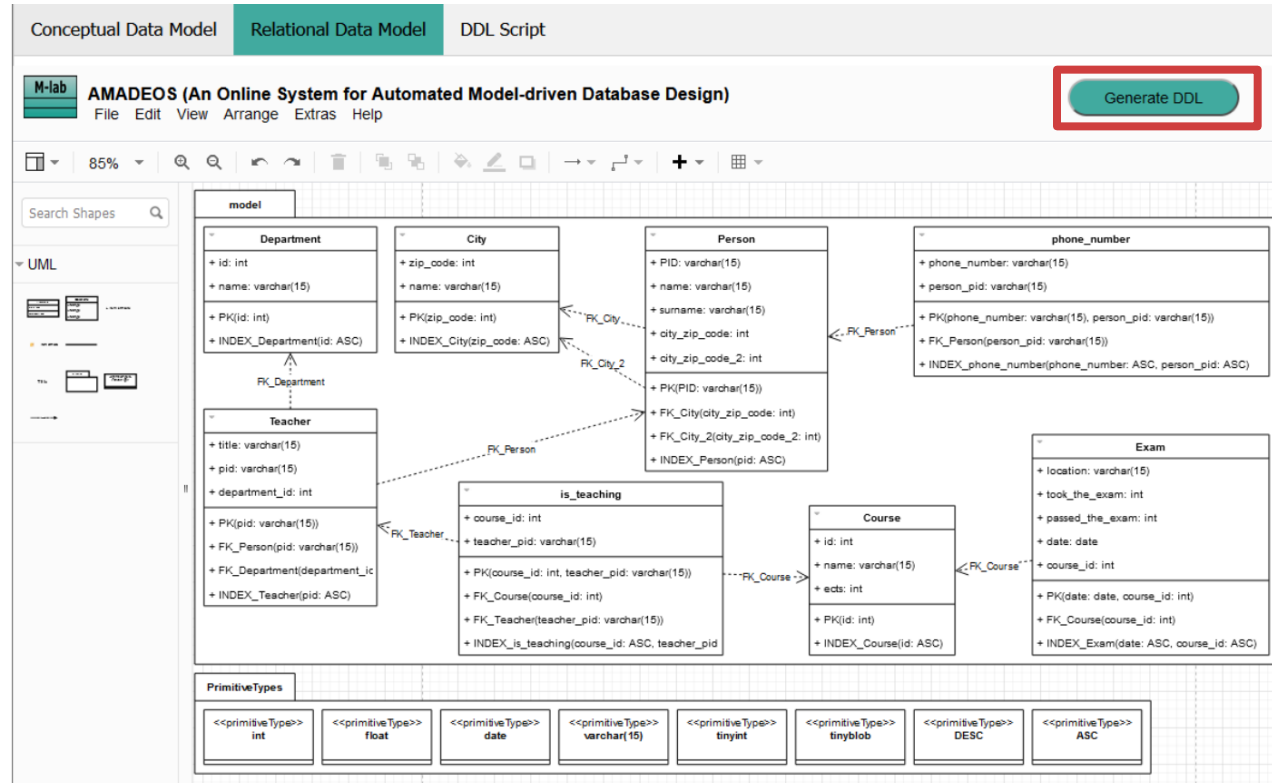 Conceptual Data Model
Relational Data Model
DDL Script
M-lab
AMADEOS (An Online System for Automated Model-driven Database Design)
File Edit View Arrange Extras Help
Generate DDL
85%
Search Shapes
UML
model
Department
+ id: int
+ name: varchar(15)
+ PK(id: int)
+ INDEX_Department(id: ASC)
City
+ zip_code: int
+ name: varchar(15)
+ PK(zip_code: int)
+ INDEX_City(zip_code: ASC)
Person
+ PID: varchar(15)
+ name: varchar(15)
+ surname: varchar(15)
+ city_zip_code: int
+ city_zip_code_2: int
+ PK(PID: varchar(15))
+ FK_City(city_zip_code: int)
+ FK_City_2(city_zip_code_2: int)
+ INDEX_Person(pid: ASC)
phone_number
+ phone_number: varchar(15)
+ person_pid: varchar(15)
+ PK(phone_number: varchar(15), person_pid: varchar(15))
+ FK_Person(person_pid: varchar(15))
+ INDEX_phone_number(phone_number: ASC, person_pid: ASC)
FK_City
FK_City_2
FK_Person
FK_Department
FK_Person
Teacher
+ title: varchar(15)
+ pid: varchar(15)
+ department_id: int
+ PK(pid: varchar(15))
+ FK_Person(pid: varchar(15))
+ FK_Department(department_ic
+ INDEX_Teacher(pid: ASC)
FK_Teacher
is_teaching
+ course_id: int
+ teacher_pid: varchar(15)
+ PK(course_id: int, teacher_pid: varchar(15))
+ FK_Course(course_id: int)
+ FK_Teacher(teacher_pid: varchar(15))
+ INDEX_is_teaching(course_id: ASC, teacher_pid
FK_Course
Course
+ id: int
+ name: varchar(15)
+ ects: int
+ PK(id: int)
+ INDEX_Course(id: ASC)
FK_Course
Exam
+ location: varchar(15)
+ took_the_exam: int
+ passed_the_exam: int
+ date: date
+ course_id: int
+ PK(date: date, course_id: int)
+ FK_Course(course_id: int)
+ INDEX_Exam(date: ASC, course_id: ASC)
PrimitiveTypes
<<primitiveType>>
int
<<primitiveType>>
float
<<primitiveType>>
date
<<primitiveType>>
varchar(15)
<<primitiveType>>
tinyint
<<primitiveType>>
tinyblob
<<primitiveType>>
DESC
<<primitiveType>>
ASC